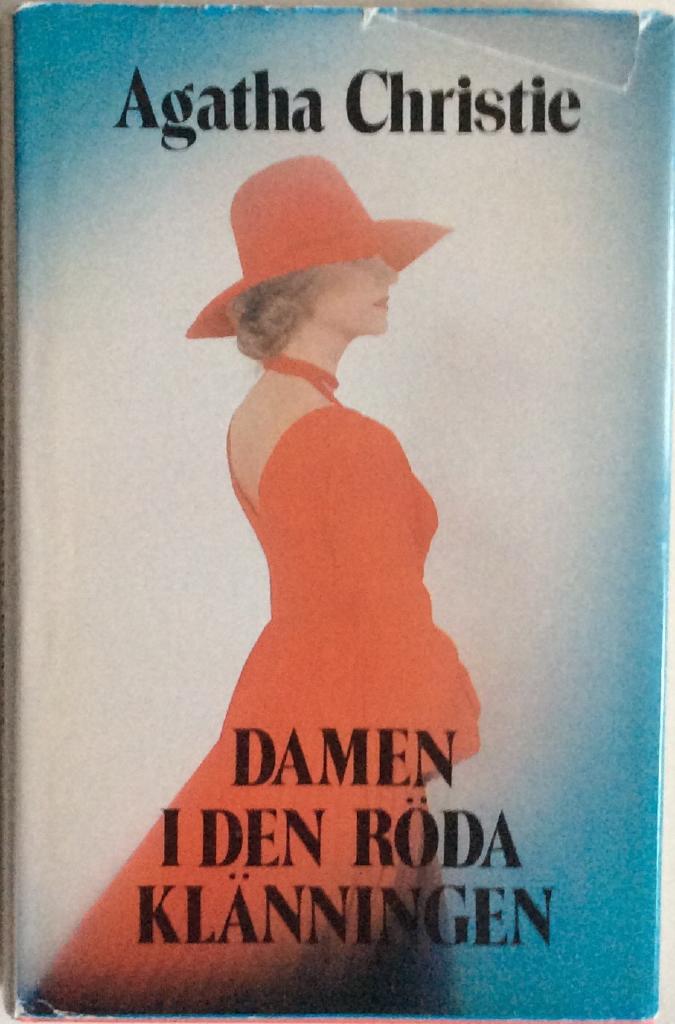 Agatha Christie
DAMEN
I DEN RÖDA
KLÄNNINGEN